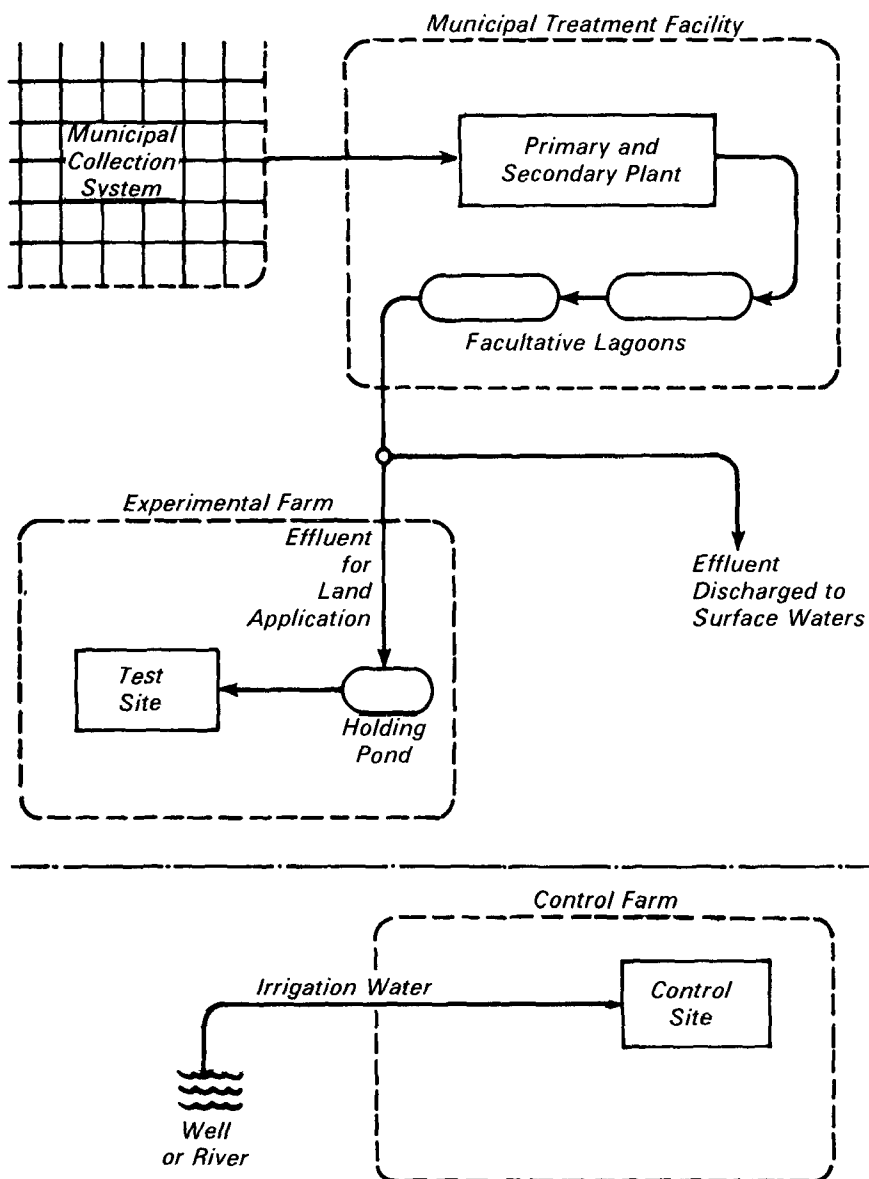 Municipal Treatment Facility
Municipal
Collection
System
Primary and
Secondary Plant
Facultative Lagoons
Experimental Farm
Effluent
for
Land
Application
Effluent
Discharged to
Surface Waters
Test
Site
Holding
Pond
Control Farm
Irrigation Water
Control
Site
Well
or River